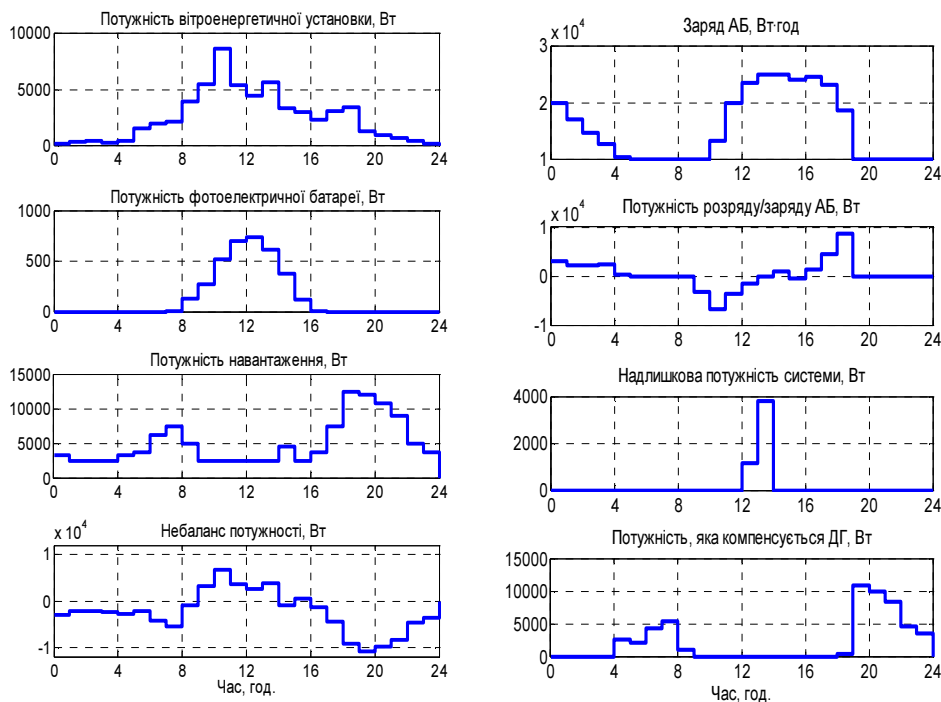 Потужність вітроенергетичної установки, Вт
10000
5000
0
0 4 8 12 16 20 24
Потужність фотоелектричної батареї, Вт
1000
500
0
0 4 8 12 16 20 24
Потужність навантаження, Вт
15000
10000
5000
0
0 4 8 12 16 20 24
Небаланс потужності, Вт
x 10⁴
1
0
-1
0 4 8 12 16 20 24
Час, год.
Заряд АБ, Вт·год
x 10⁴
3
2
1
0 4 8 12 16 20 24
Потужність розряду/заряду АБ, Вт
x 10⁴
1
0
-1
0 4 8 12 16 20 24
Надлишкова потужність системи, Вт
4000
2000
0
0 4 8 12 16 20 24
Потужність, яка компенсується ДГ, Вт
15000
10000
5000
0
0 4 8 12 16 20 24
Час, год.